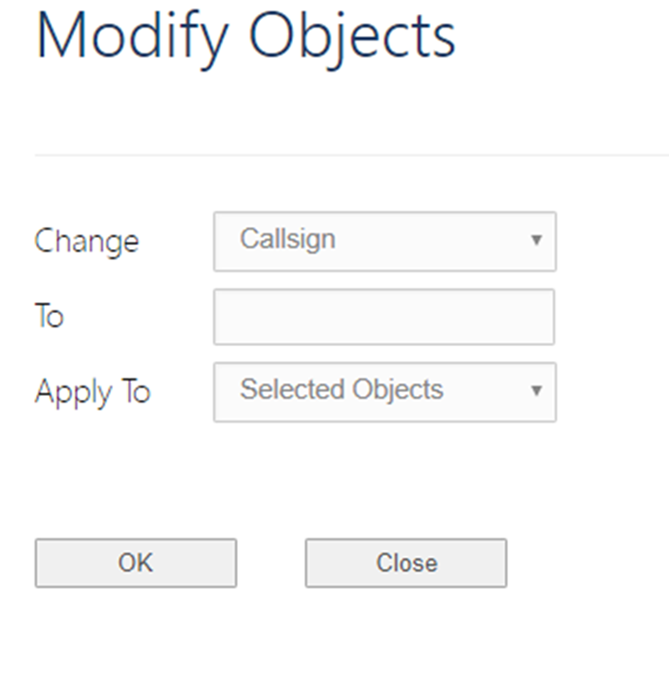 Modify Objects
Change Callsign
To
Apply To Selected Objects
OK Close